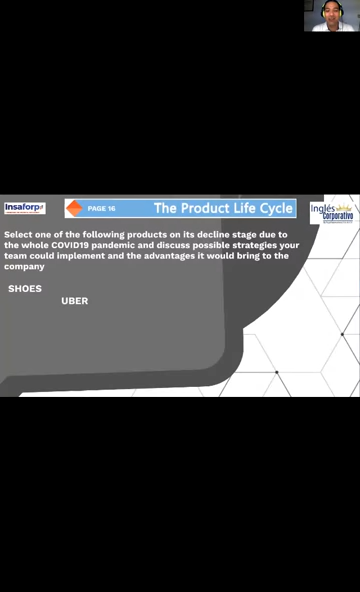 Insaforp
PAGE 16
The Product Life Cycle
Inglés
Corporativo
Select one of the following products on its decline stage due to
the whole COVID19 pandemic and discuss possible strategies your
team could implement and the advantages it would bring to the
company
SHOES
UBER